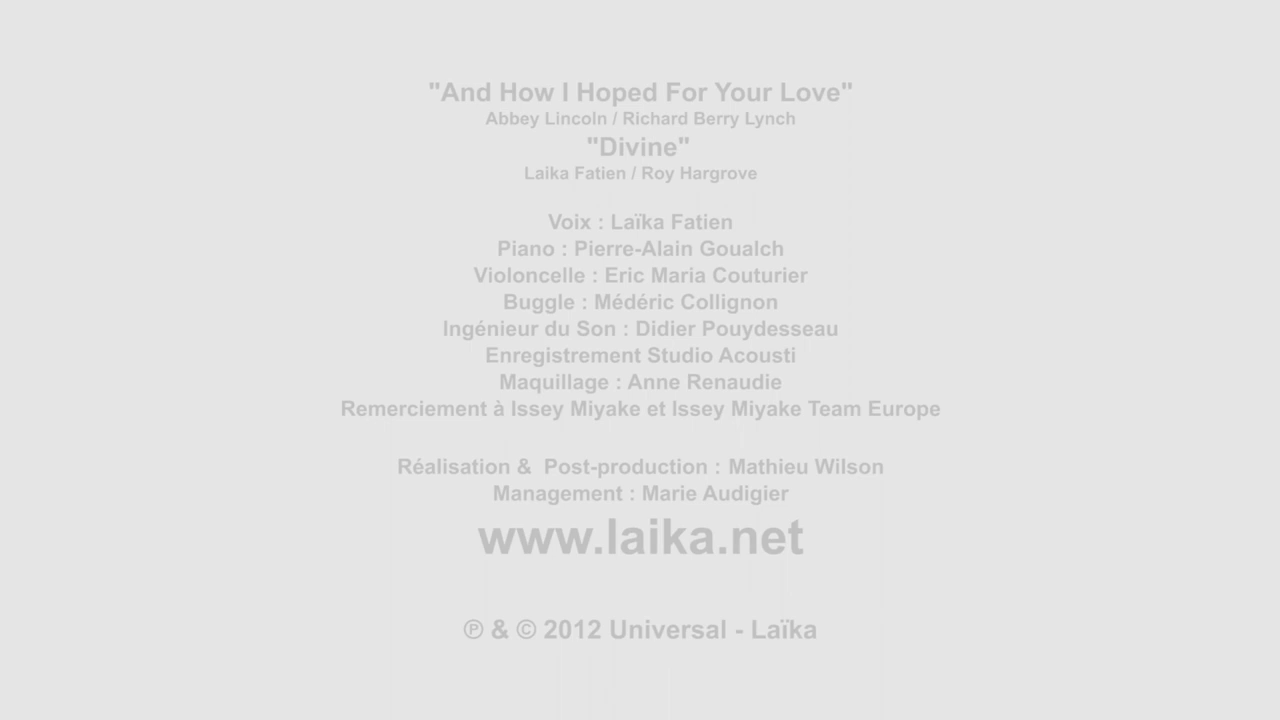 "And How I Hoped For Your Love"
Abbey Lincoln / Richard Berry Lynch
"Divine"
Laika Fatien / Roy Hargrove
Voix : Laïka Fatien
Piano : Pierre-Alain Goualch
Violoncelle : Eric Maria Couturier
Buggle : Médéric Collignon
Ingénieur du Son : Didier Pouydesseau
Enregistrement Studio Acousti
Maquillage : Anne Renaudie
Remerciement à Issey Miyake et Issey Miyake Team Europe
Réalisation &  Post-production : Mathieu Wilson
Management : Marie Audigier
www.laika.net
℗ & © 2012 Universal - Laïka